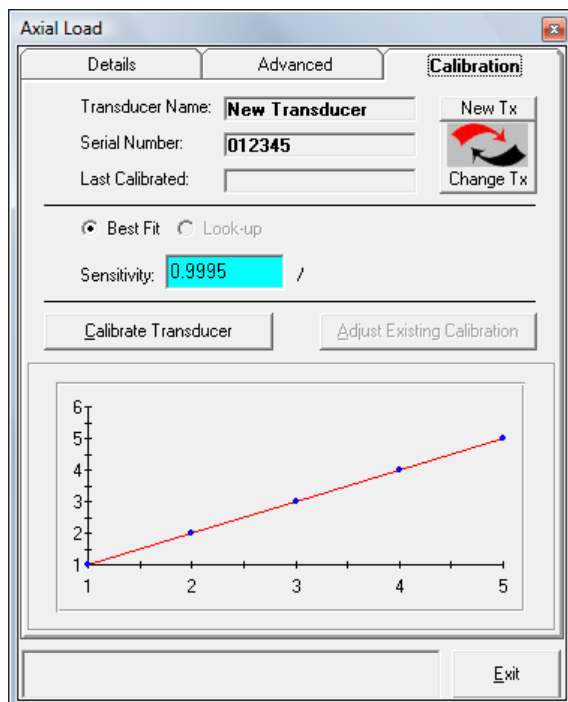 Axial Load
Details Advanced Calibration
Transducer Name: New Transducer New Tx
Serial Number: 012345
Last Calibrated: Change Tx
Best Fit Look-up
Sensitivity: 0.9995 /
Calibrate Transducer Adjust Existing Calibration
6
5
4
3
2
1
1 2 3 4 5
Exit